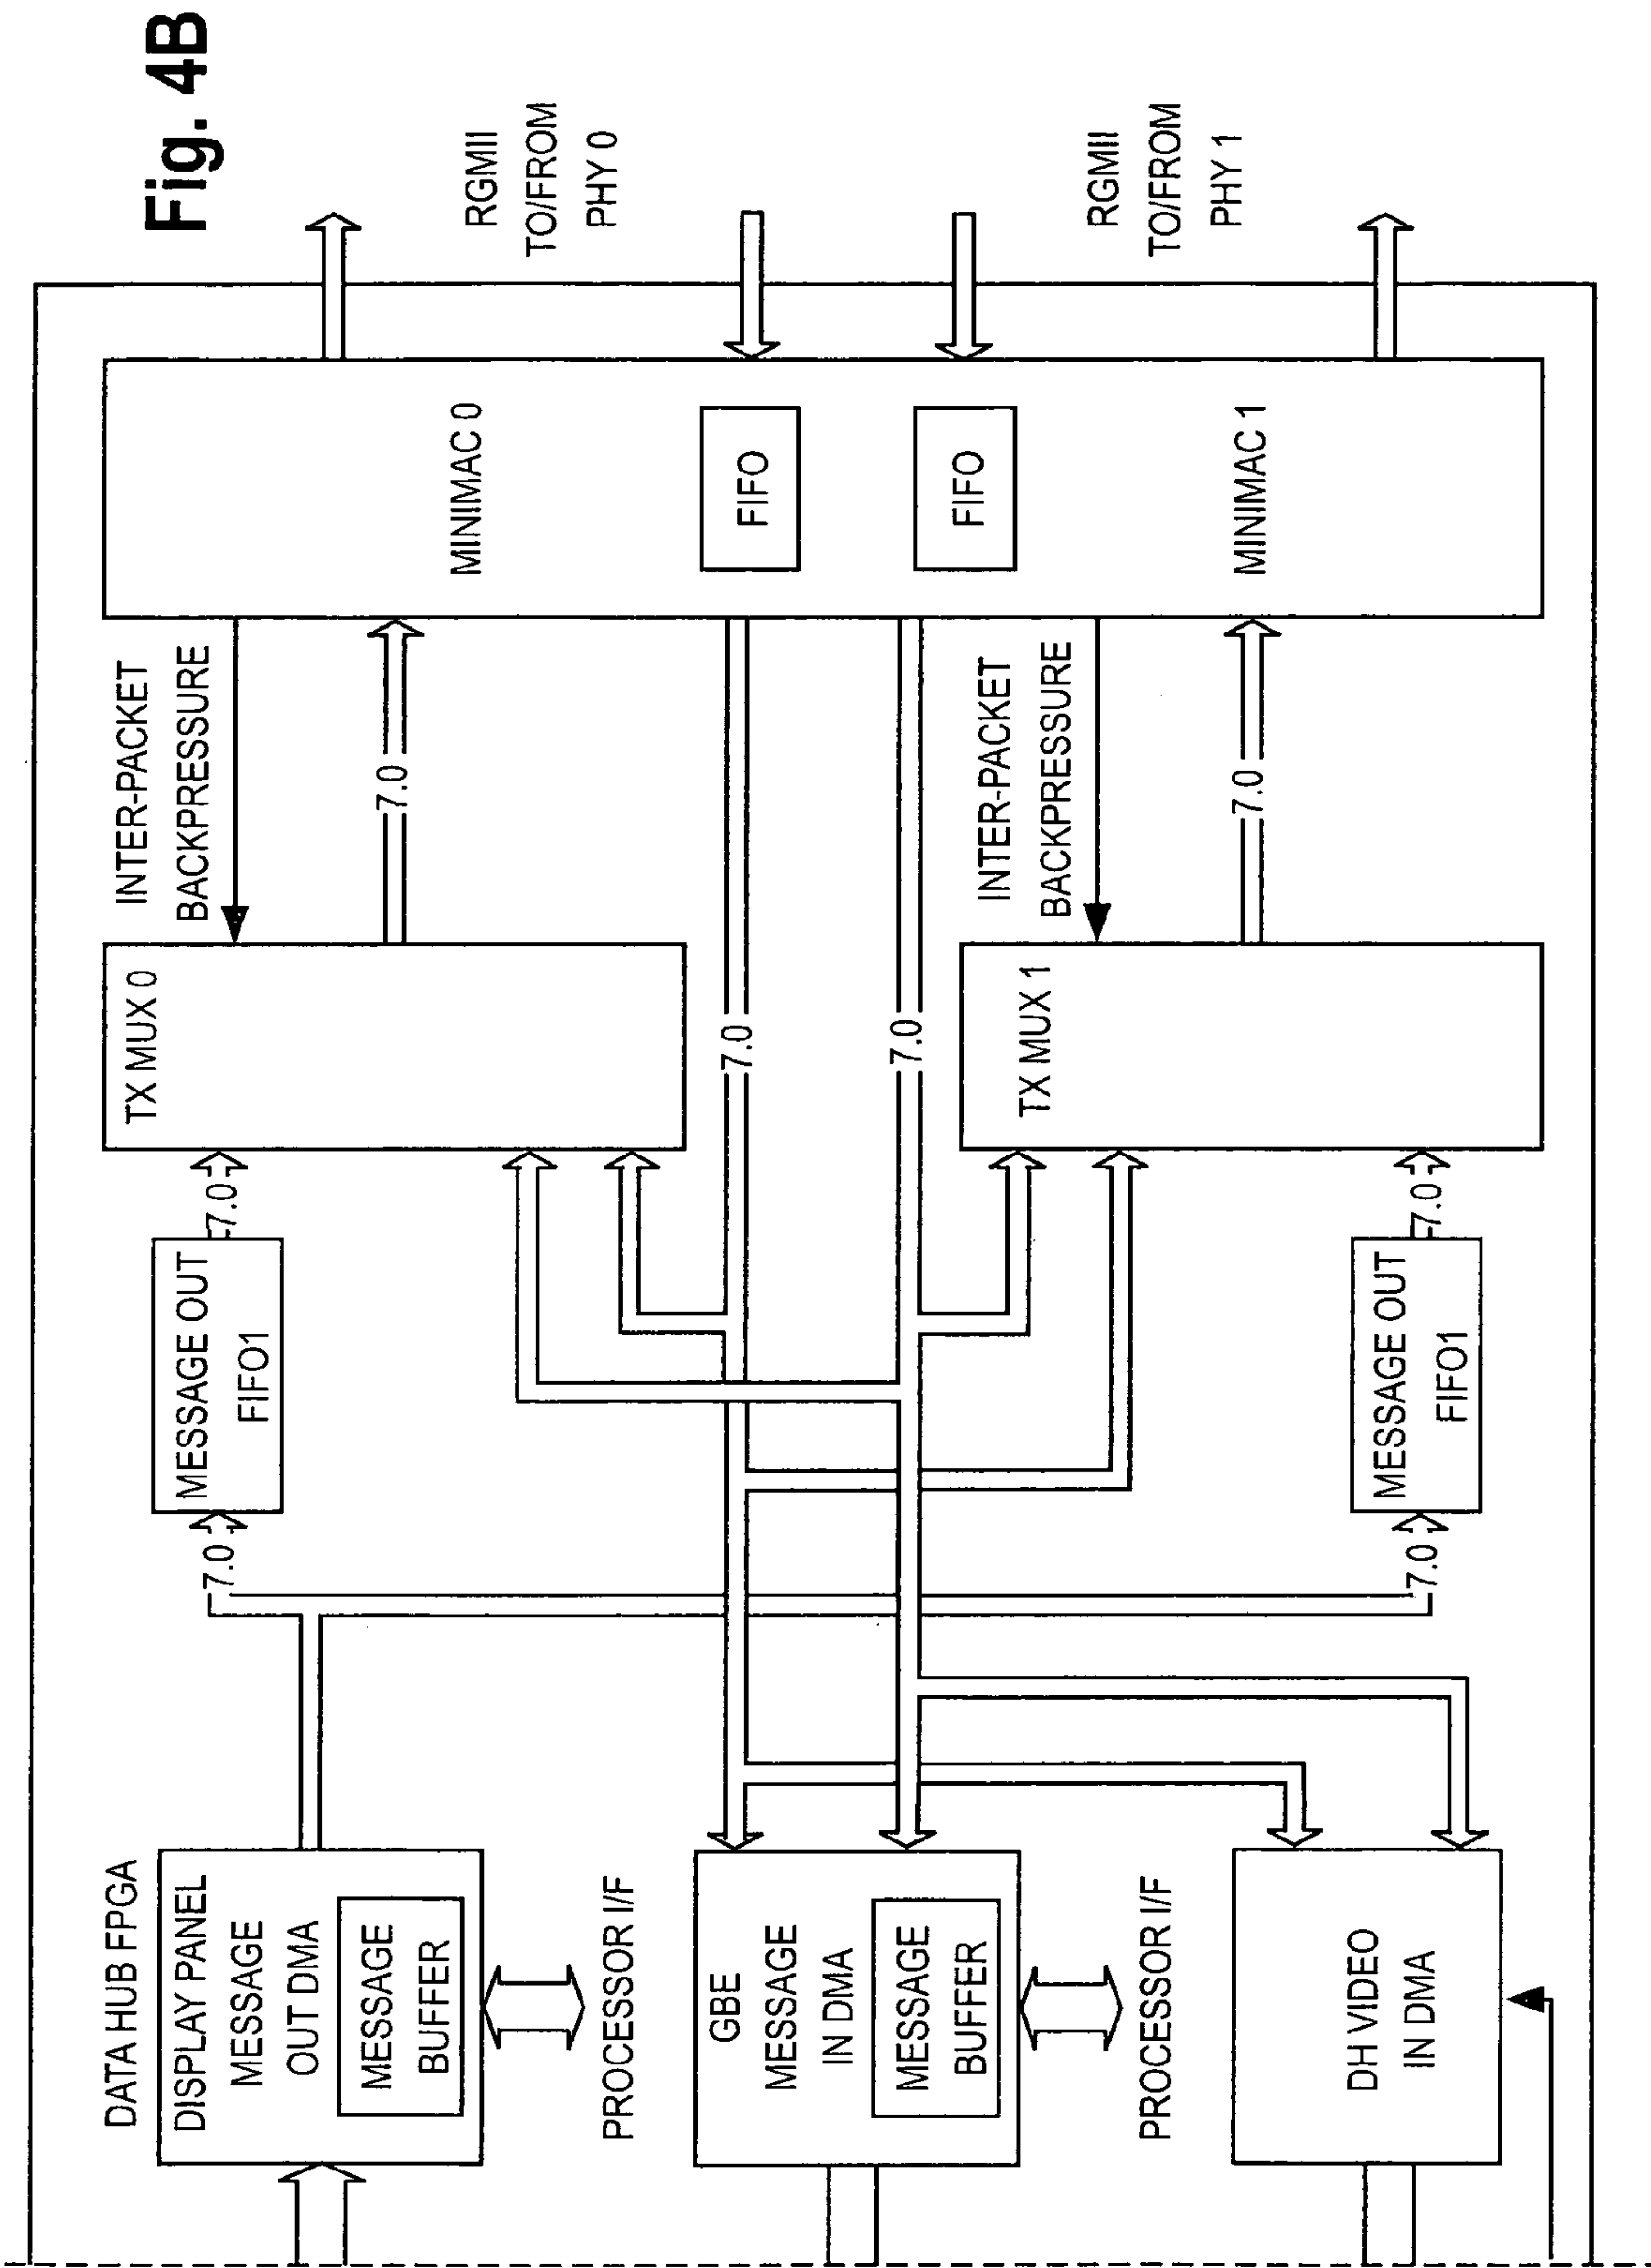 Fig. 4B
DATA HUB FPGA
DISPLAY PANEL
MESSAGE
OUT DMA
MESSAGE
BUFFER
PROCESSOR I/F
GBE
MESSAGE
IN DMA
MESSAGE
BUFFER
PROCESSOR I/F
DH VIDEO
IN DMA
7.0
MESSAGE OUT
FIFO1
7.0
7.0
MESSAGE OUT
FIFO1
7.0
TX MUX 0
7.0
7.0
TX MUX 1
INTER-PACKET
BACKPRESSURE
7.0
INTER-PACKET
BACKPRESSURE
7.0
MINIMAC 0
FIFO
FIFO
MINIMAC 1
RGMII
TO/FROM
PHY 0
RGMII
TO/FROM
PHY 1